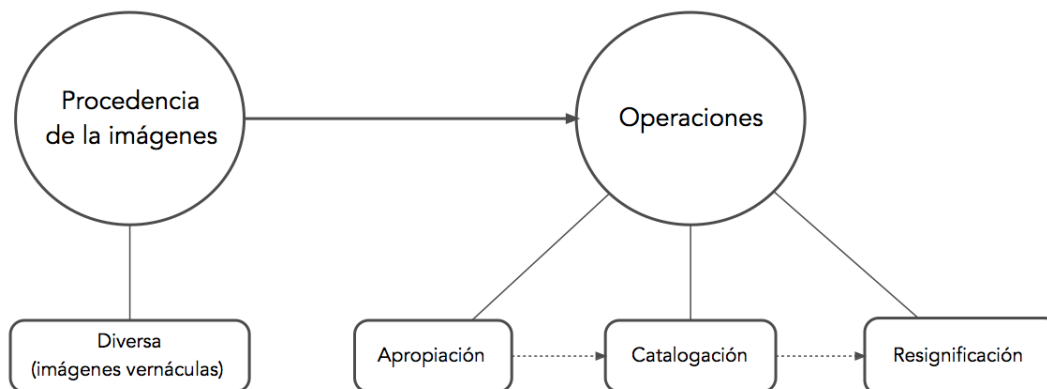 Procedencia
de la imágenes
Operaciones
Diversa
(imágenes vernáculas)
Apropiación
Catalogación
Resignificación